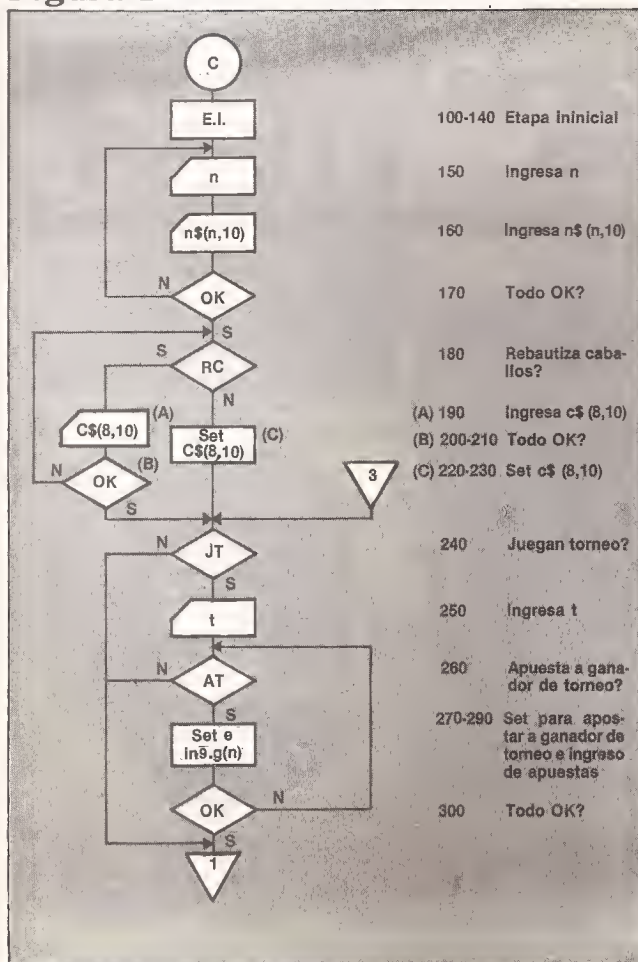 C
E.I.
n
n$(n,10)
N
OK
S
S
RC
N
C$(8,10)
(A)
Set
C$(8,10)
(C)
N
OK
(B)
S
3
N
JT
S
t
N
AT
S
Set e
in9.g(n)
OK
N
S
1
100-140 Etapa Ininicial
150 Ingresa n
160 Ingresa n$ (n,10)
170 Todo OK?
180 Rebautiza caba-
llos?
(A) 190 Ingresa c$ (8,10)
(B) 200-210 Todo OK?
(C) 220-230 Set c$ (8,10)
240 Juegan torneo?
250 Ingresa t
260 Apuesta a gana-
dor de torneo?
270-290 Set para apos-
tar a ganador de
torneo e ingreso
de apuestas
300 Todo OK?